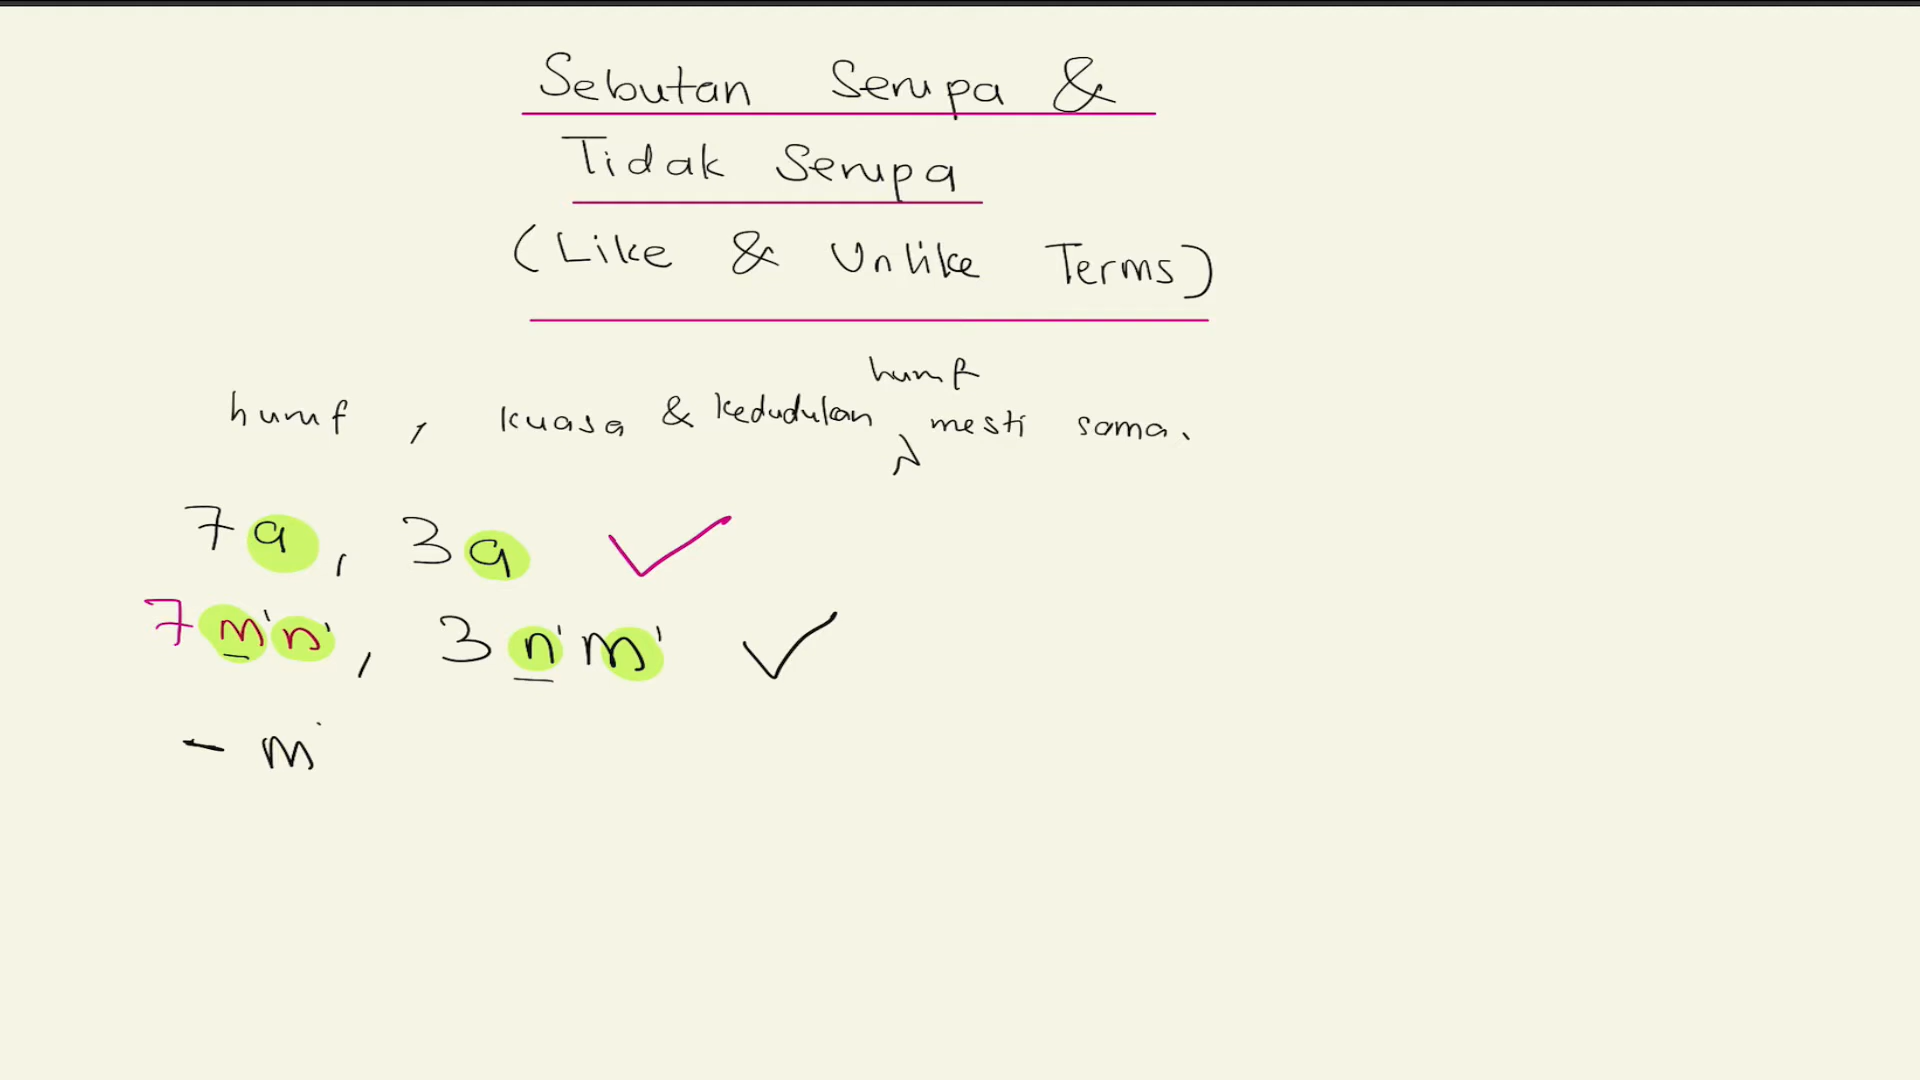 Sebutan Serupa &
Tidak Serupa
(Like & Unlike Terms)
huruf
huruf, kuasa & kedudukan mesti sama.
7a, 3a ✓
7m'n', 3n'm' ✓
- m